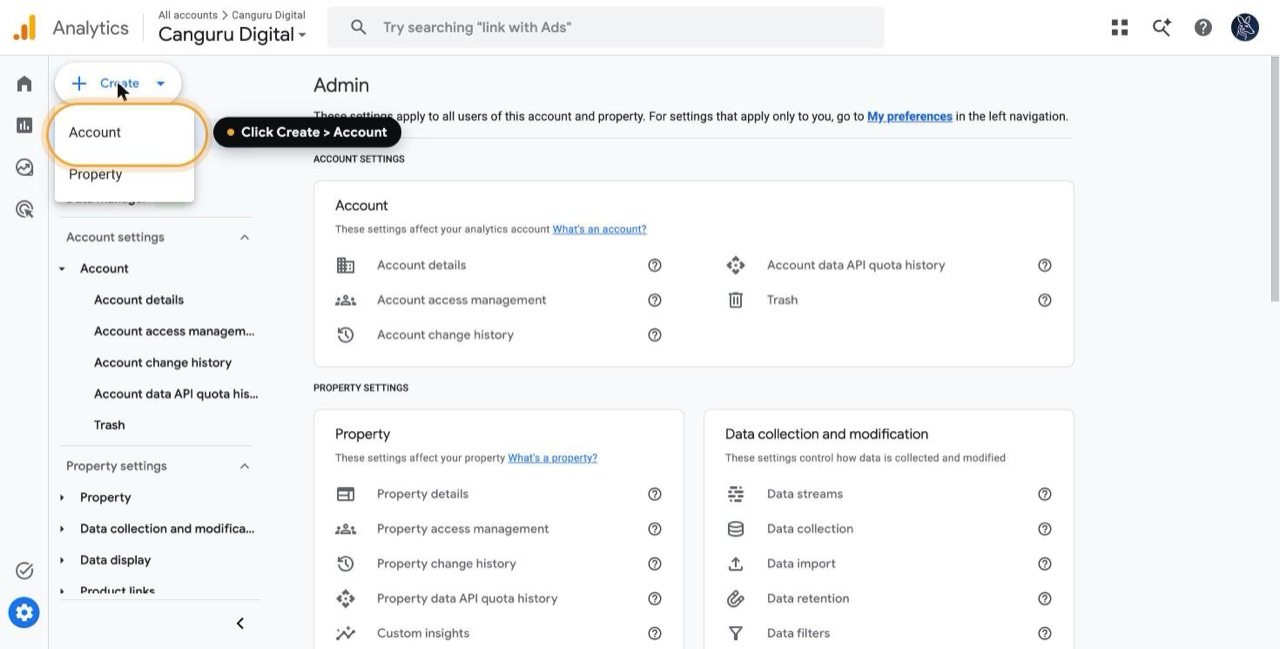 Analytics
All accounts > Canguru Digital
Canguru Digital
Try searching "link with Ads"
Create
Account
Click Create > Account
Property
Account settings
Account
Account details
Account access managem...
Account change history
Account data API quota his...
Trash
Property settings
Property
Data collection and modifica...
Data display
Product links
Admin
These settings apply to all users of this account and property. For settings that apply only to you, go to My preferences in the left navigation.
ACCOUNT SETTINGS
Account
These settings affect your analytics account What's an account?
Account details
Account access management
Account change history
Account data API quota history
Trash
PROPERTY SETTINGS
Property
These settings affect your property What's a property?
Property details
Property access management
Property change history
Property data API quota history
Custom insights
Data collection and modification
These settings control how data is collected and modified
Data streams
Data collection
Data import
Data retention
Data filters